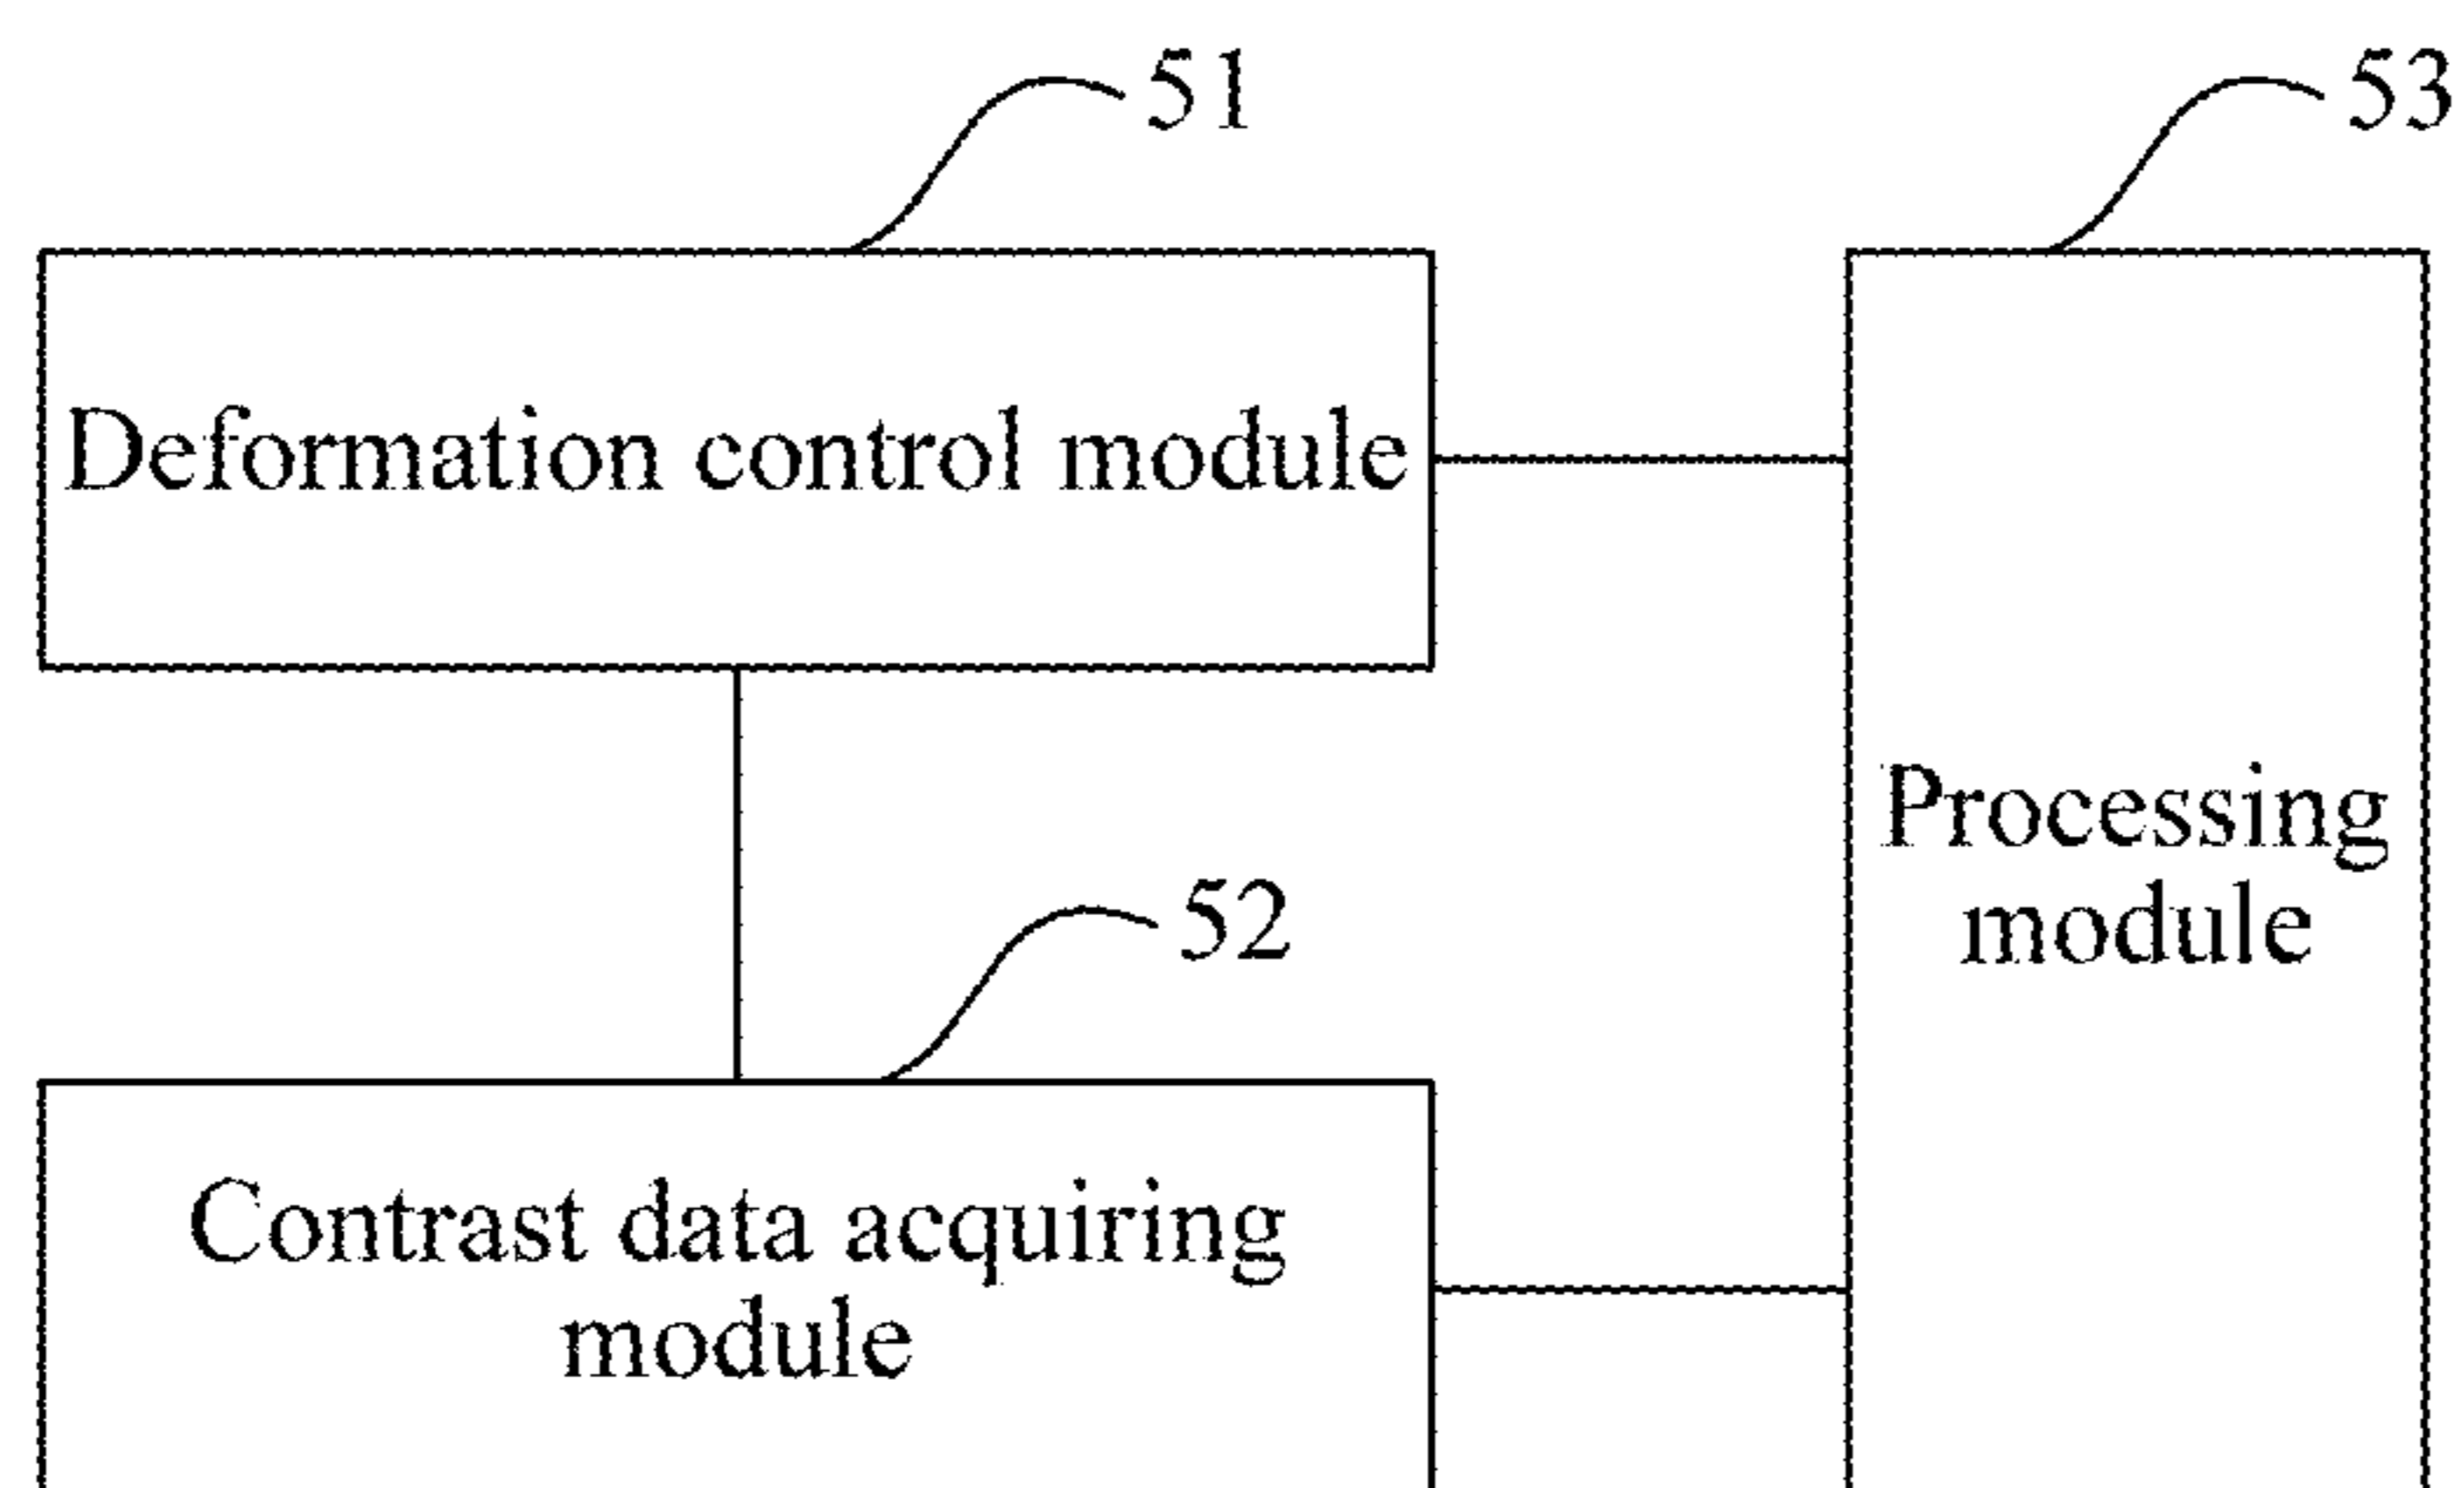 51
53
Deformation control module
Processing
module
52
Contrast data acquiring
module